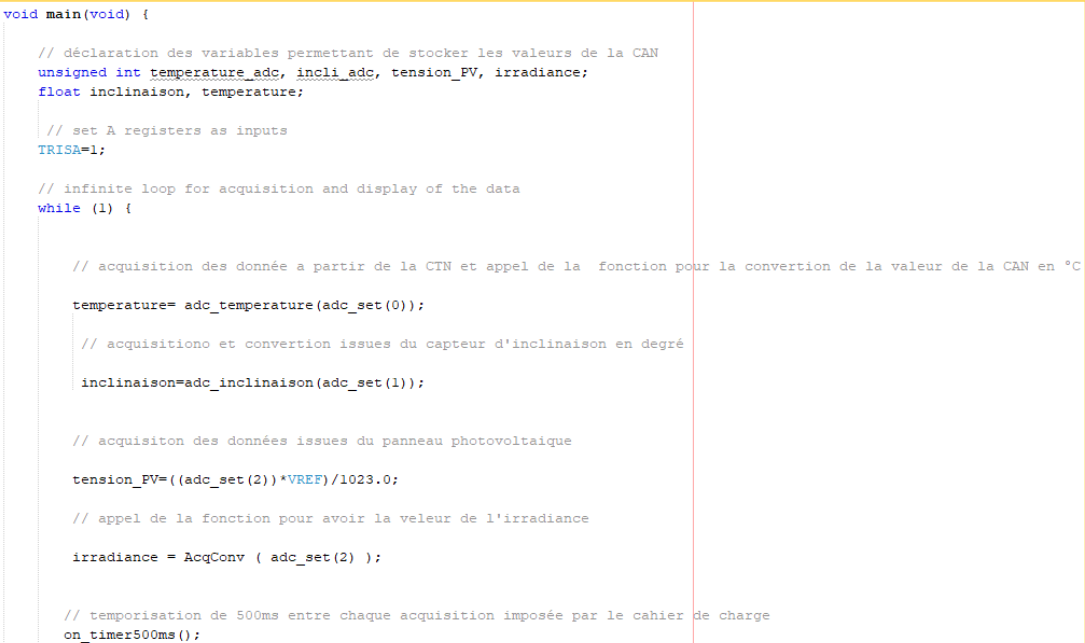 void main(void) {
// déclaration des variables permettant de stocker les valeurs de la CAN
unsigned int temperature_adc, incli_adc, tension_PV, irradiance;
float inclinaison, temperature;
// set A registers as inputs
TRISA=1;
// infinite loop for acquisition and display of the data
while (1) {
// acquisition des donnée a partir de la CTN et appel de la  fonction pour la convertion de la valeur de la CAN en °C
temperature= adc_temperature(adc_set(0));
// acquisitiono et convertion issues du capteur d'inclinaison en degré
inclinaison=adc_inclinaison(adc_set(1));
// acquisiton des données issues du panneau photovoltaique
tension_PV=((adc_set(2))*VREF)/1023.0;
// appel de la fonction pour avoir la veleur de l'irradiance
irradiance = AcqConv ( adc_set(2) );
// temporisation de 500ms entre chaque acquisition imposée par le cahier de charge
on_timer500ms();